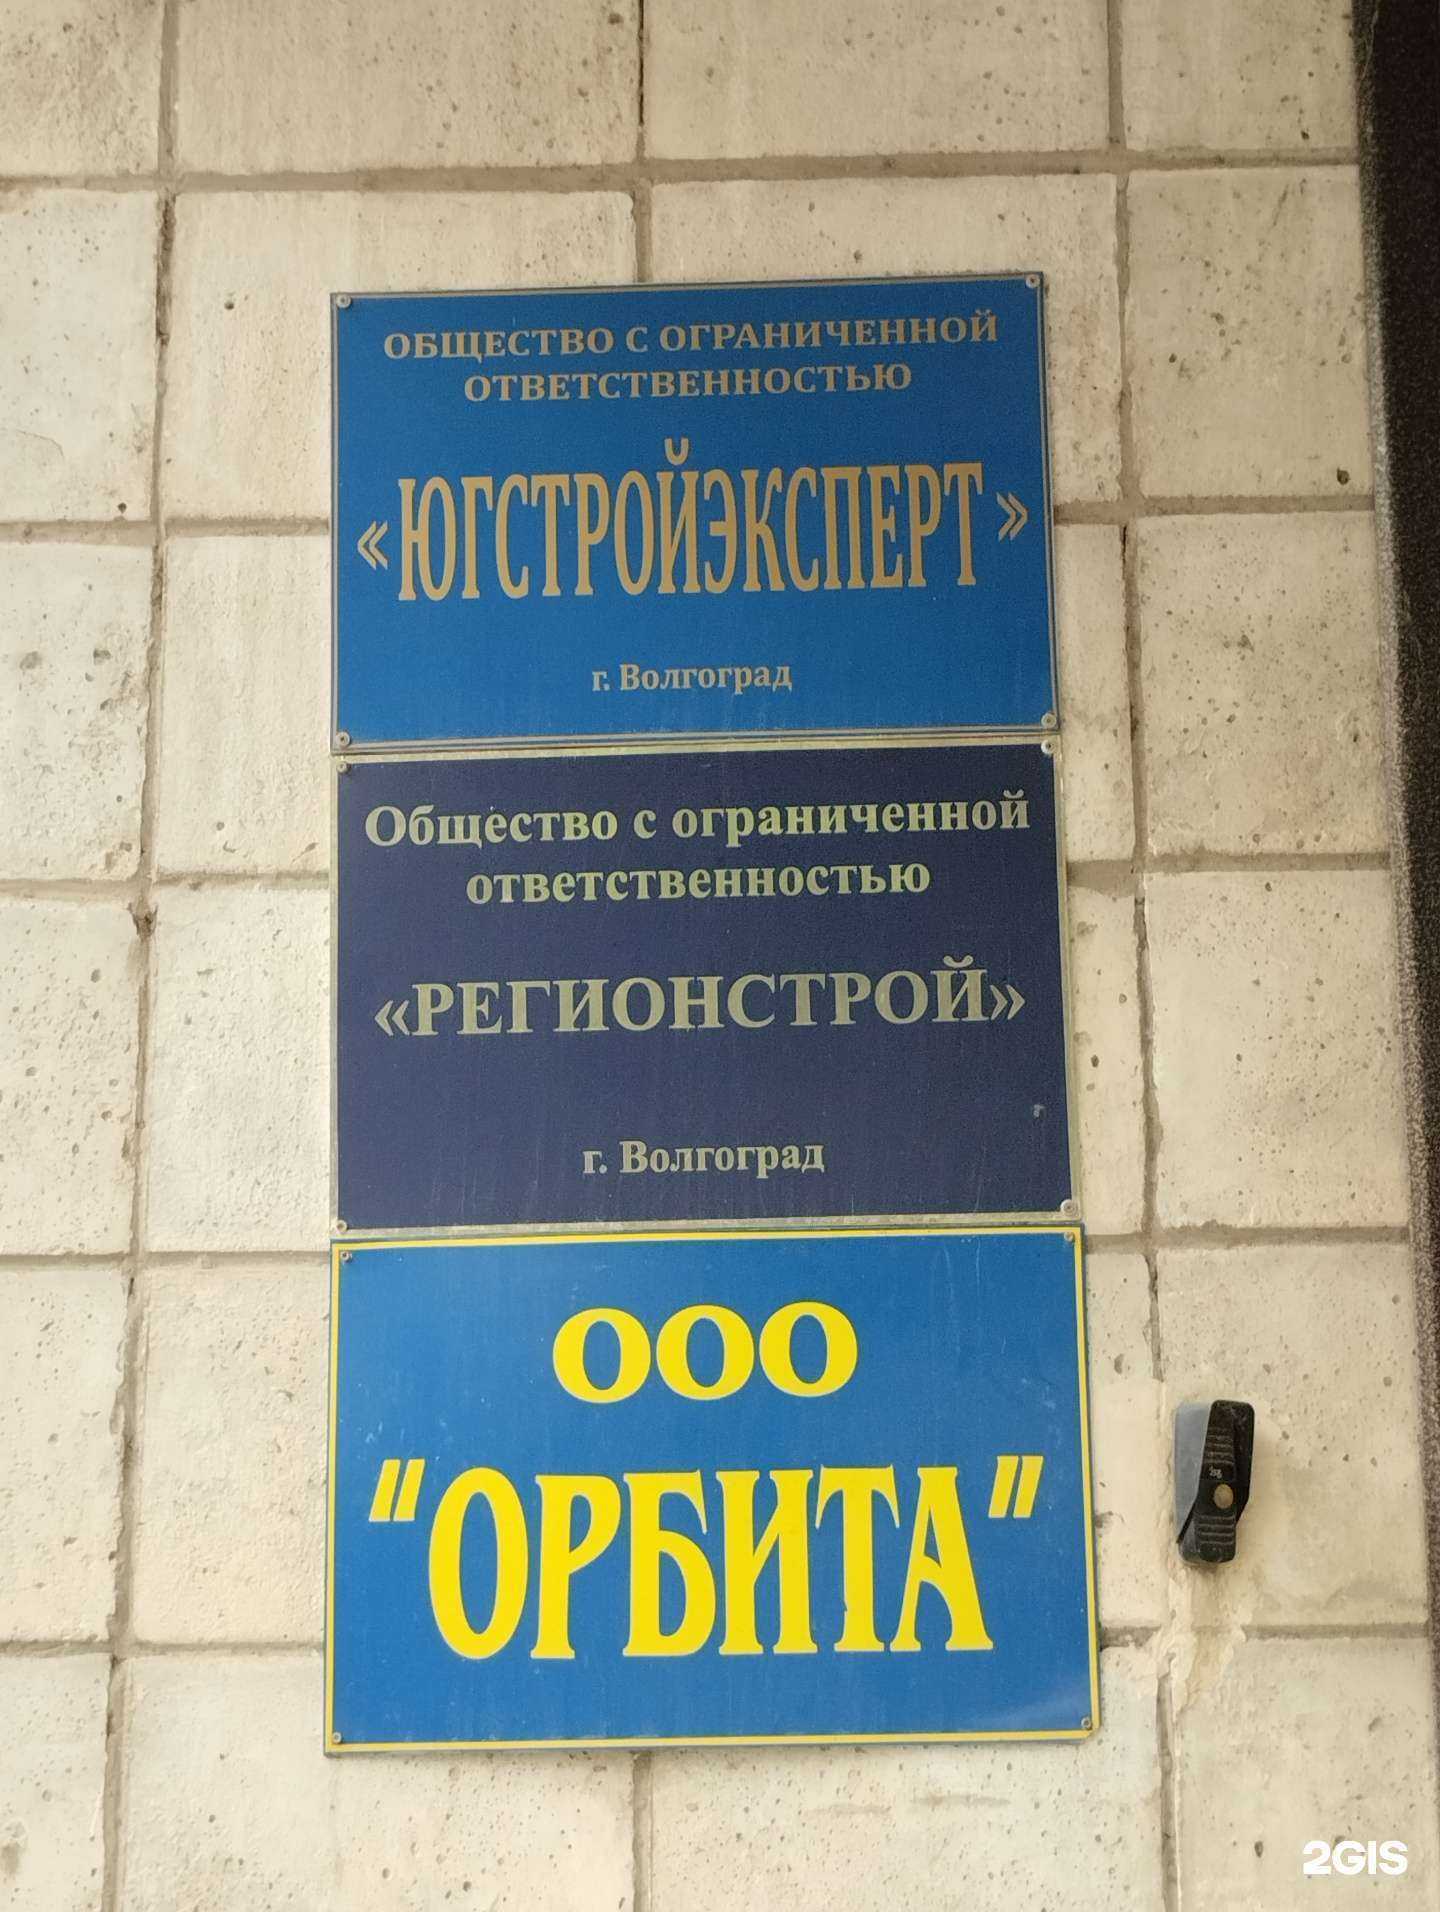 ОБЩЕСТВО С ОГРАНИЧЕННОЙ
ОТВЕТСТВЕННОСТЬЮ
«ЮГСТРОЙЭКСПЕРТ»
г. Волгоград
Общество с ограниченной
ответственностью
«РЕГИОНСТРОЙ»
г. Волгоград
ООО
"ОРБИТА"
2GIS